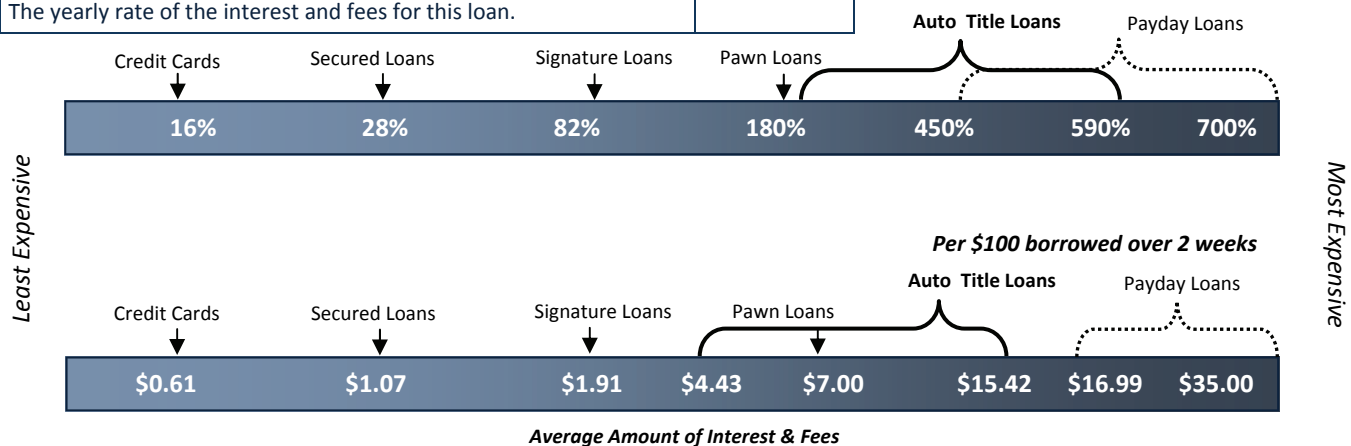 The yearly rate of the interest and fees for this loan.
Auto Title Loans
Payday Loans
Credit Cards
Secured Loans
Signature Loans
Pawn Loans
16% 28% 82% 180% 450% 590% 700%
Least Expensive
Most Expensive
Per $100 borrowed over 2 weeks
Auto Title Loans
Payday Loans
Credit Cards
Secured Loans
Signature Loans
Pawn Loans
$0.61 $1.07 $1.91 $4.43 $7.00 $15.42 $16.99 $35.00
Average Amount of Interest & Fees